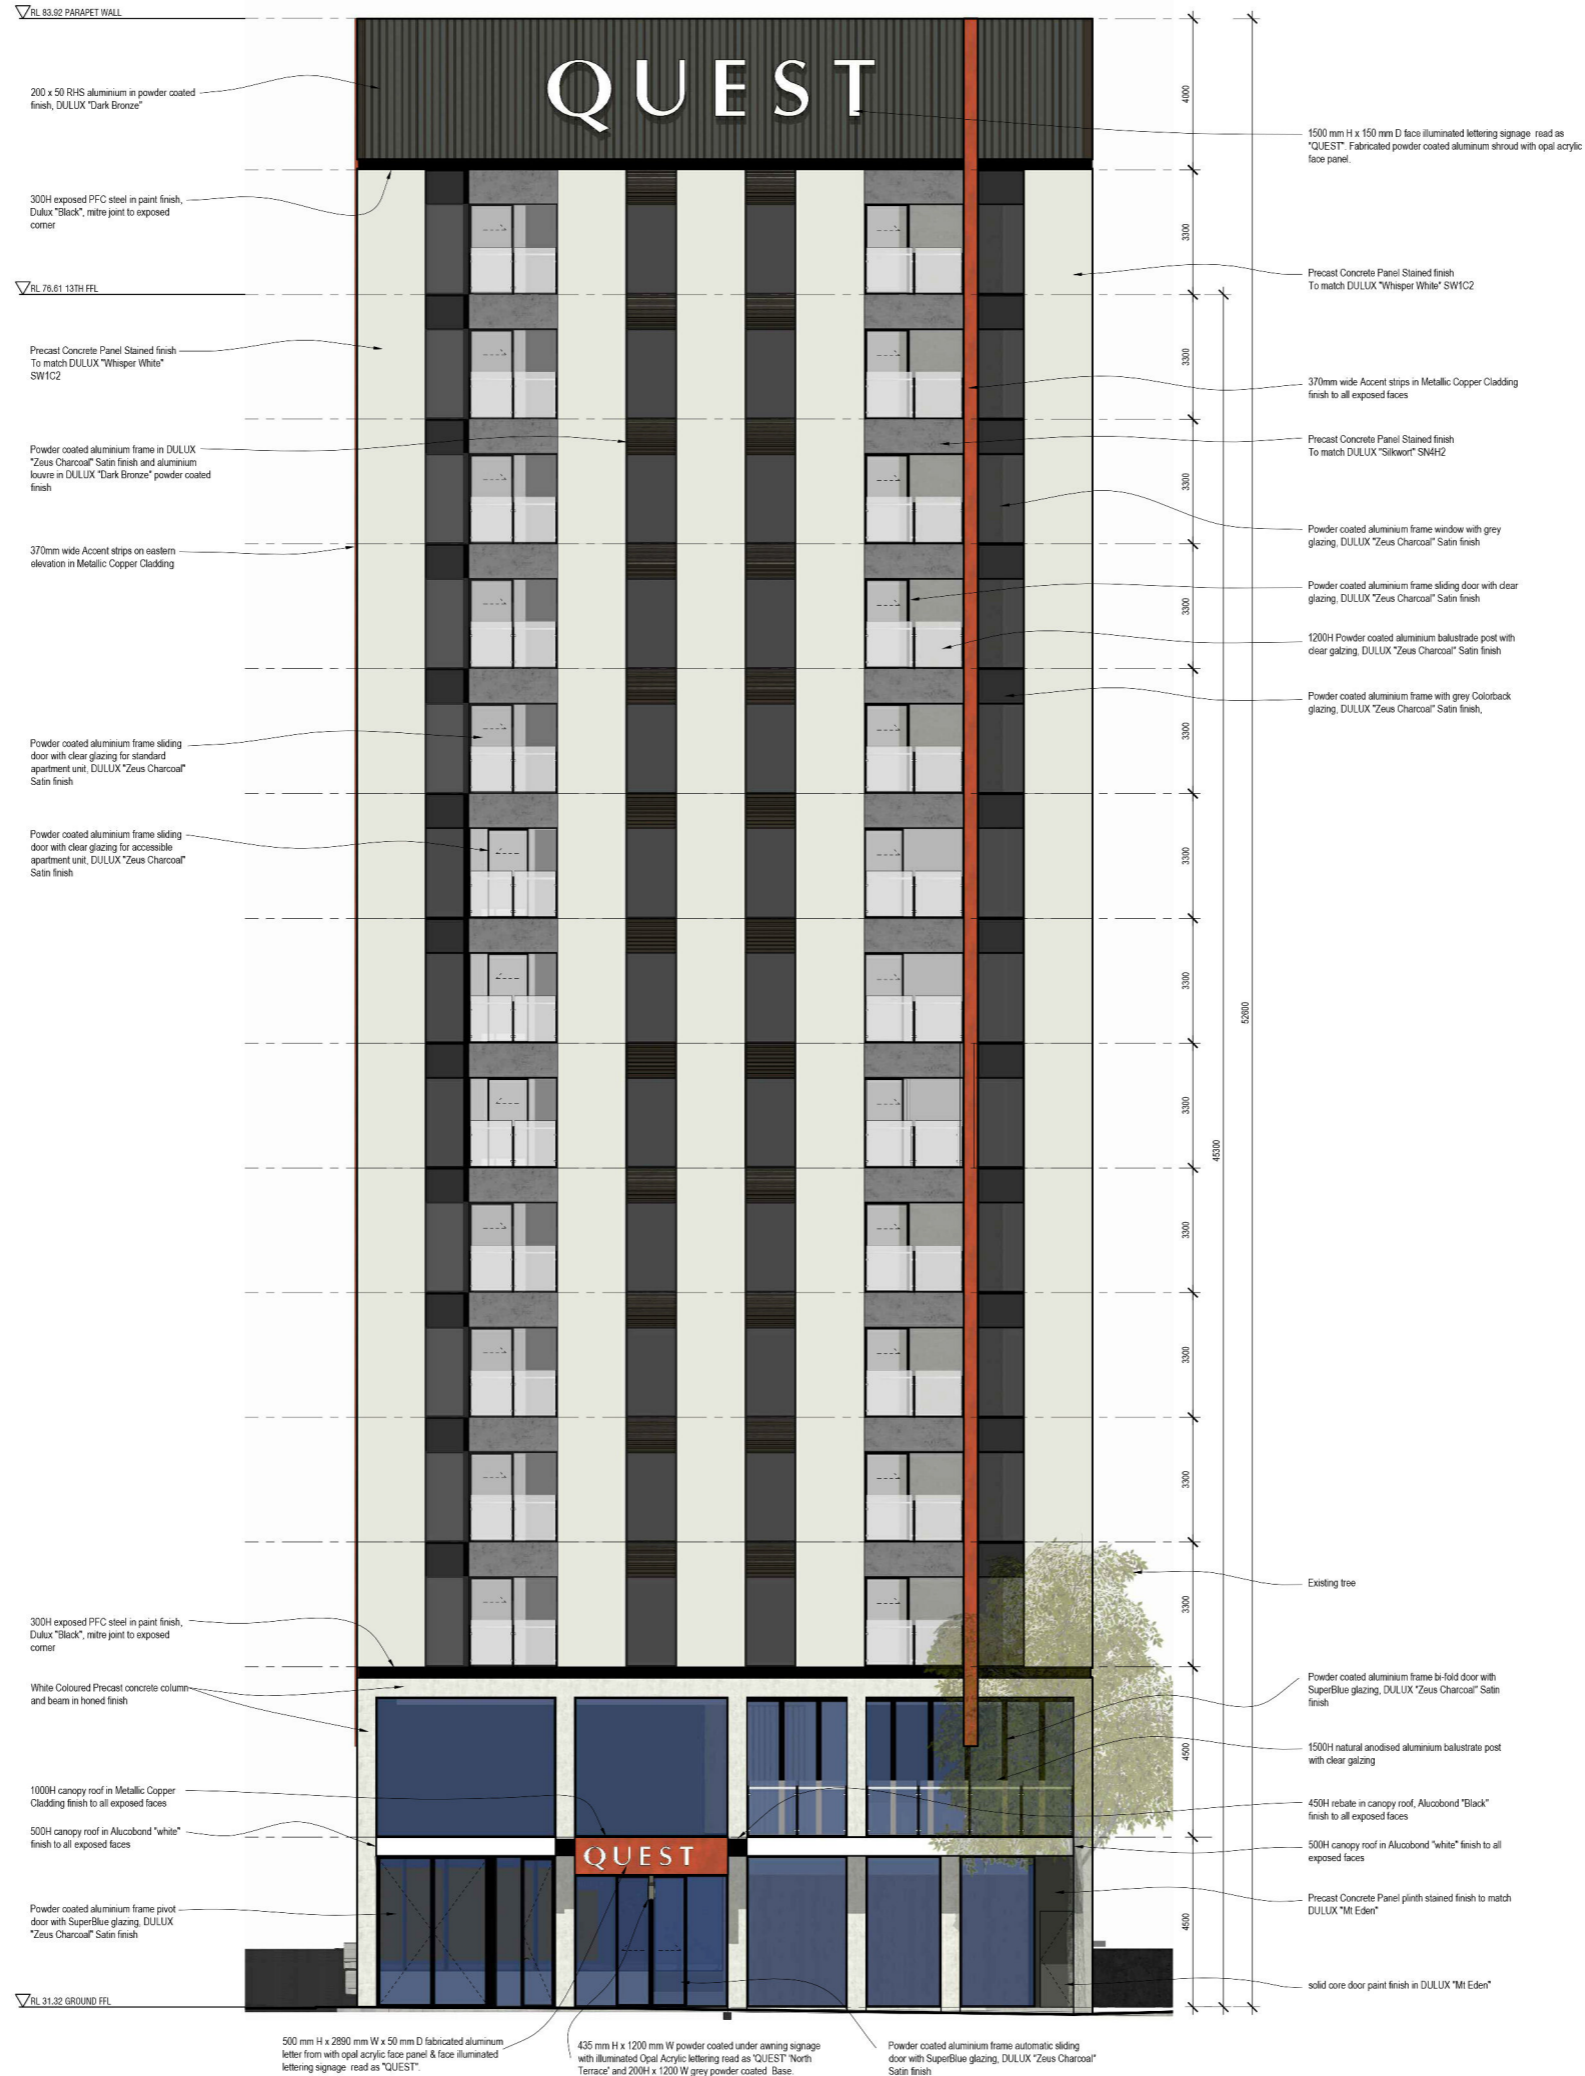 RL 83.92 PARAPET WALL
200 x 50 RHS aluminium in powder coated
finish, DULUX "Dark Bronze"
300H exposed PFC steel in paint finish,
Dulux "Black", mitre joint to exposed
corner
RL 76.61 13TH FFL
Precast Concrete Panel Stained finish
To match DULUX "Whisper White"
SW1C2
Powder coated aluminium frame in DULUX
"Zeus Charcoal" Satin finish and aluminium
louvre in DULUX "Dark Bronze" powder coated
finish
370mm wide Accent strips on eastern
elevation in Metallic Copper Cladding
Powder coated aluminium frame sliding
door with clear glazing for standard
apartment unit, DULUX "Zeus Charcoal"
Satin finish
Powder coated aluminium frame sliding
door with clear glazing for accessible
apartment unit, DULUX "Zeus Charcoal"
Satin finish
300H exposed PFC steel in paint finish,
Dulux "Black", mitre joint to exposed
corner
White Coloured Precast concrete column
and beam in honed finish
1000H canopy roof in Metallic Copper
Cladding finish to all exposed faces
500H canopy roof in Alucobond "white"
finish to all exposed faces
Powder coated aluminium frame pivot
door with SuperBlue glazing, DULUX
"Zeus Charcoal" Satin finish
RL 31.32 GROUND FFL
QUEST
QUEST
500 mm H x 2890 mm W x 50 mm D fabricated aluminum
letter from with opal acrylic face panel & face illuminated
lettering signage read as "QUEST".
435 mm H x 1200 mm W powder coated under awning signage
with illuminated Opal Acrylic lettering read as 'QUEST' 'North
Terrace' and 200H x 1200 W grey powder coated Base.
Powder coated aluminium frame automatic sliding
door with SuperBlue glazing, DULUX "Zeus Charcoal"
Satin finish
4000
3300
3300
3300
3300
3300
3300
3300
3300
3300
3300
3300
3300
4500
4500
45300
52600
1500 mm H x 150 mm D face illuminated lettering signage read as
"QUEST". Fabricated powder coated aluminum shroud with opal acrylic
face panel.
Precast Concrete Panel Stained finish
To match DULUX "Whisper White" SW1C2
370mm wide Accent strips in Metallic Copper Cladding
finish to all exposed faces
Precast Concrete Panel Stained finish
To match DULUX "Silkwort" SN4H2
Powder coated aluminium frame window with grey
glazing, DULUX "Zeus Charcoal" Satin finish
Powder coated aluminium frame sliding door with clear
glazing, DULUX "Zeus Charcoal" Satin finish
1200H Powder coated aluminium balustrade post with
clear galzing, DULUX "Zeus Charcoal" Satin finish
Powder coated aluminium frame with grey Colorback
glazing, DULUX "Zeus Charcoal" Satin finish,
Existing tree
Powder coated aluminium frame bi-fold door with
SuperBlue glazing, DULUX "Zeus Charcoal" Satin
finish
1500H natural anodised aluminium balustrate post
with clear galzing
450H rebate in canopy roof, Alucobond "Black"
finish to all exposed faces
500H canopy roof in Alucobond "white" finish to all
exposed faces
Precast Concrete Panel plinth stained finish to match
DULUX "Mt Eden"
solid core door paint finish in DULUX "Mt Eden"